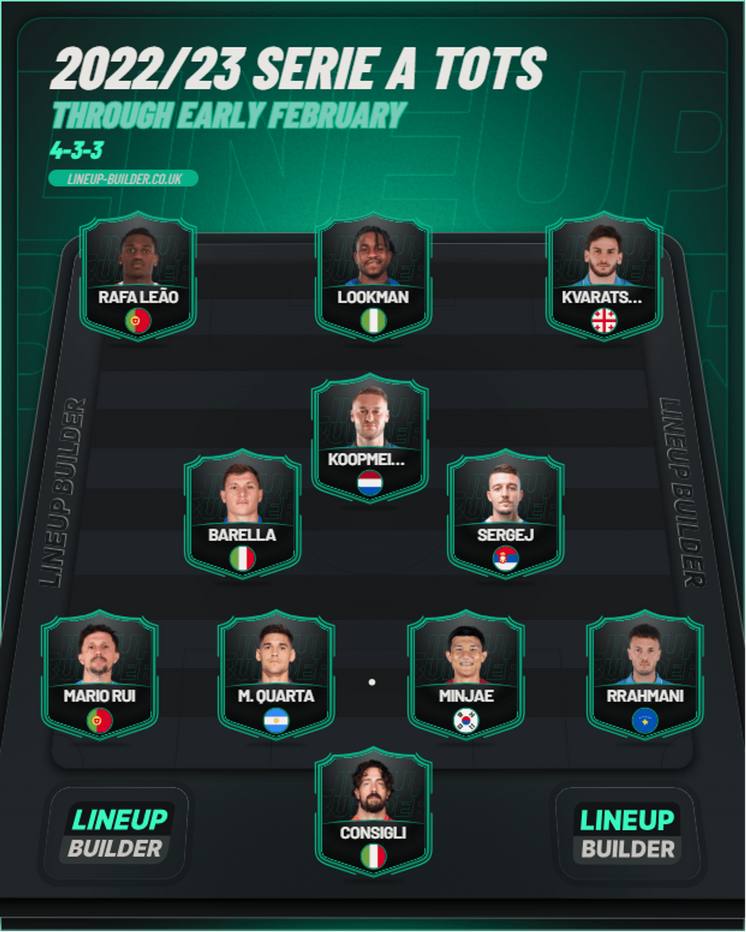 2022/23 SERIE A TOTS
THROUGH EARLY FEBRUARY
4-3-3
LINEUP-BUILDER.CO.UK
RAFA LEÃO
LOOKMAN
KVARATS...
KOOPMEI...
BARELLA
SERGEJ
LINEUP BUILDER
LINEUP BUILDER
MARIO RUI
M. QUARTA
MINJAE
RRAHMANI
CONSIGLI
LINEUP
BUILDER
LINEUP
BUILDER